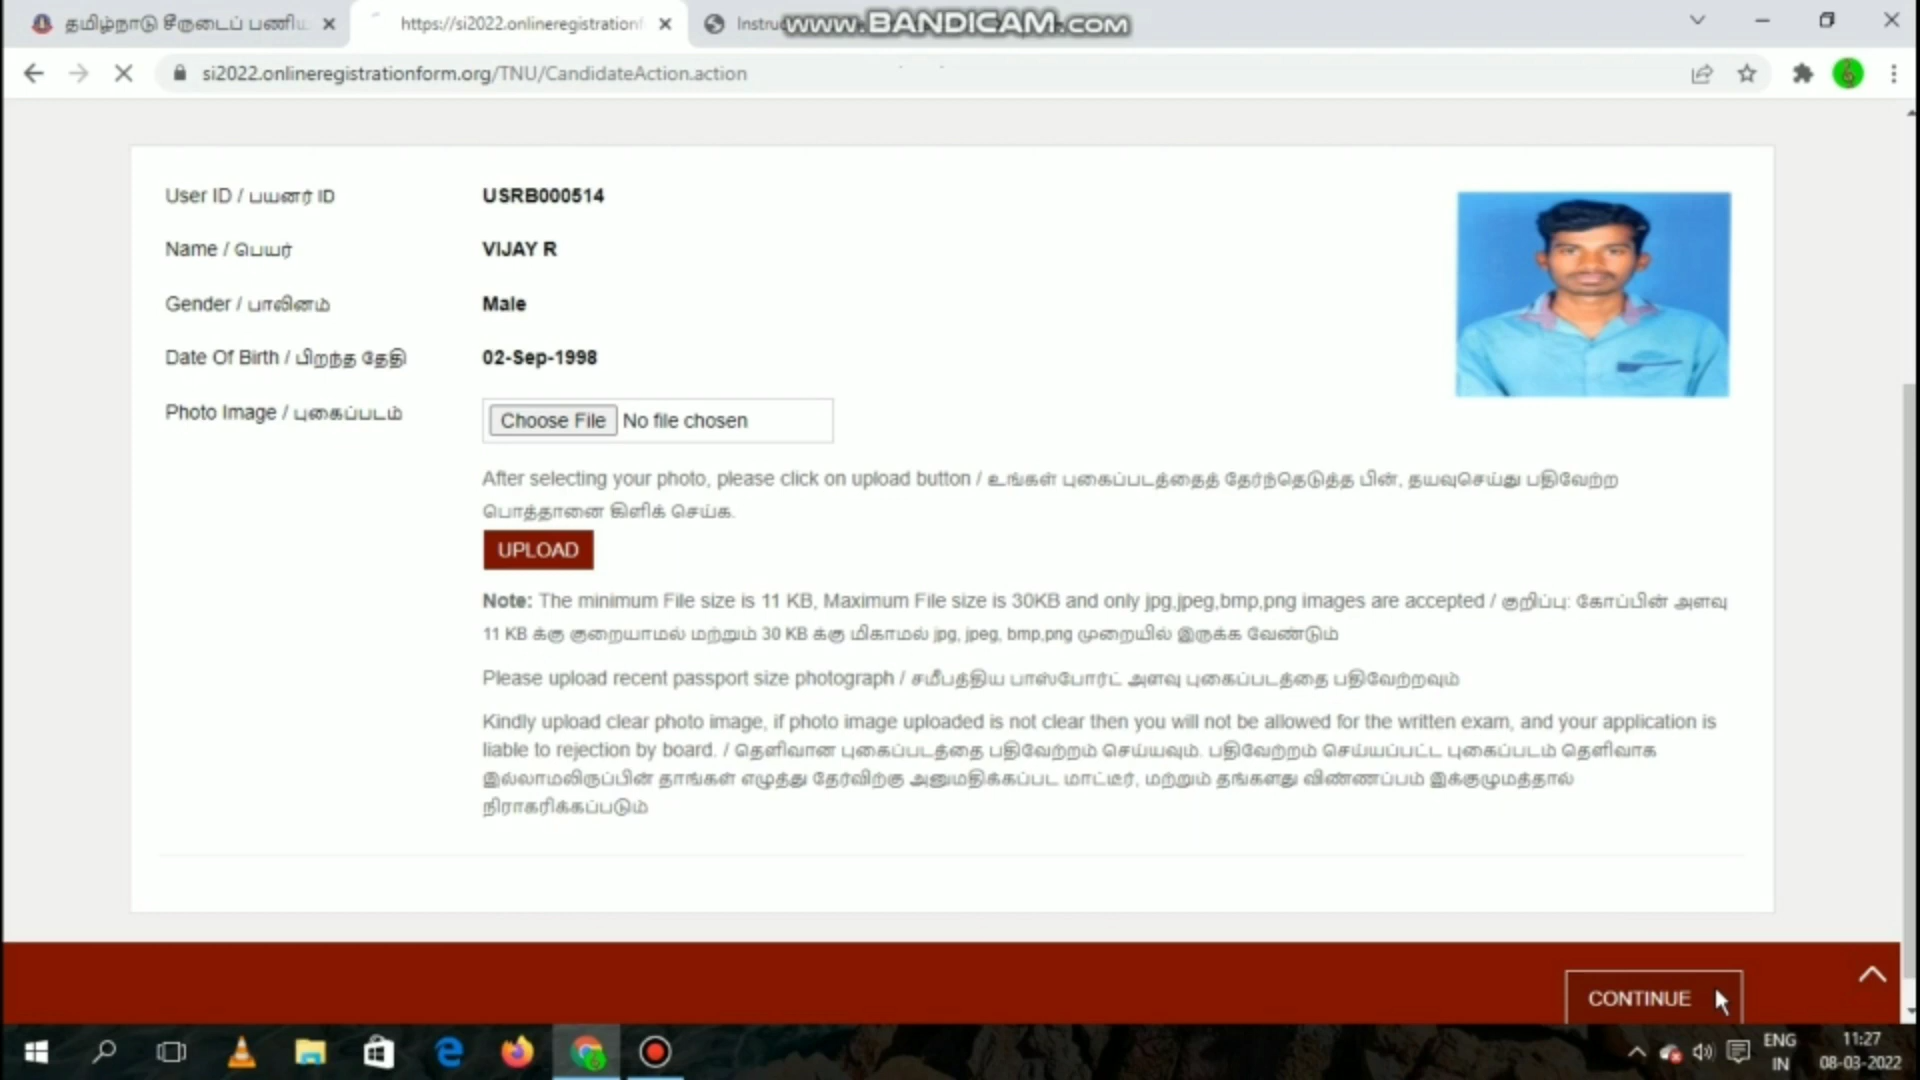 தமிழ்நாடு சீருடைப் பணிய
https://si2022.onlineregistrationf
Instru
www.BANDICAM.com
si2022.onlineregistrationform.org/TNU/CandidateAction.action
User ID / பயனர் ID
USRB000514
Name / பெயர்
VIJAY R
Gender / பாலினம்
Male
Date Of Birth / பிறந்த தேதி
02-Sep-1998
Photo Image / புகைப்படம்
Choose File No file chosen
After selecting your photo, please click on upload button / உங்கள் புகைப்படத்தைத் தேர்ந்தெடுத்த பின், தயவுசெய்து பதிவேற்ற
பொத்தானை கிளிக் செய்க.
UPLOAD
Note: The minimum File size is 11 KB, Maximum File size is 30KB and only jpg,jpeg,bmp,png images are accepted / குறிப்பு: கோப்பின் அளவு
11 KB க்கு குறையாமல் மற்றும் 30 KB க்கு மிகாமல் jpg, jpeg, bmp,png முறையில் இருக்க வேண்டும்
Please upload recent passport size photograph / சமீபத்திய பாஸ்போர்ட் அளவு புகைப்படத்தை பதிவேற்றவும்
Kindly upload clear photo image, if photo image uploaded is not clear then you will not be allowed for the written exam, and your application is
liable to rejection by board. / தெளிவான புகைப்படத்தை பதிவேற்றம் செய்யவும். பதிவேற்றம் செய்யப்பட்ட புகைப்படம் தெளிவாக
இல்லாமலிருப்பின் தாங்கள் எழுத்து தேர்விற்கு அனுமதிக்கப்பட மாட்டீர், மற்றும் தங்களது விண்ணப்பம் இக்குழுமத்தால்
நிராகரிக்கப்படும்
CONTINUE
ENG
IN
11:27
08-03-2022